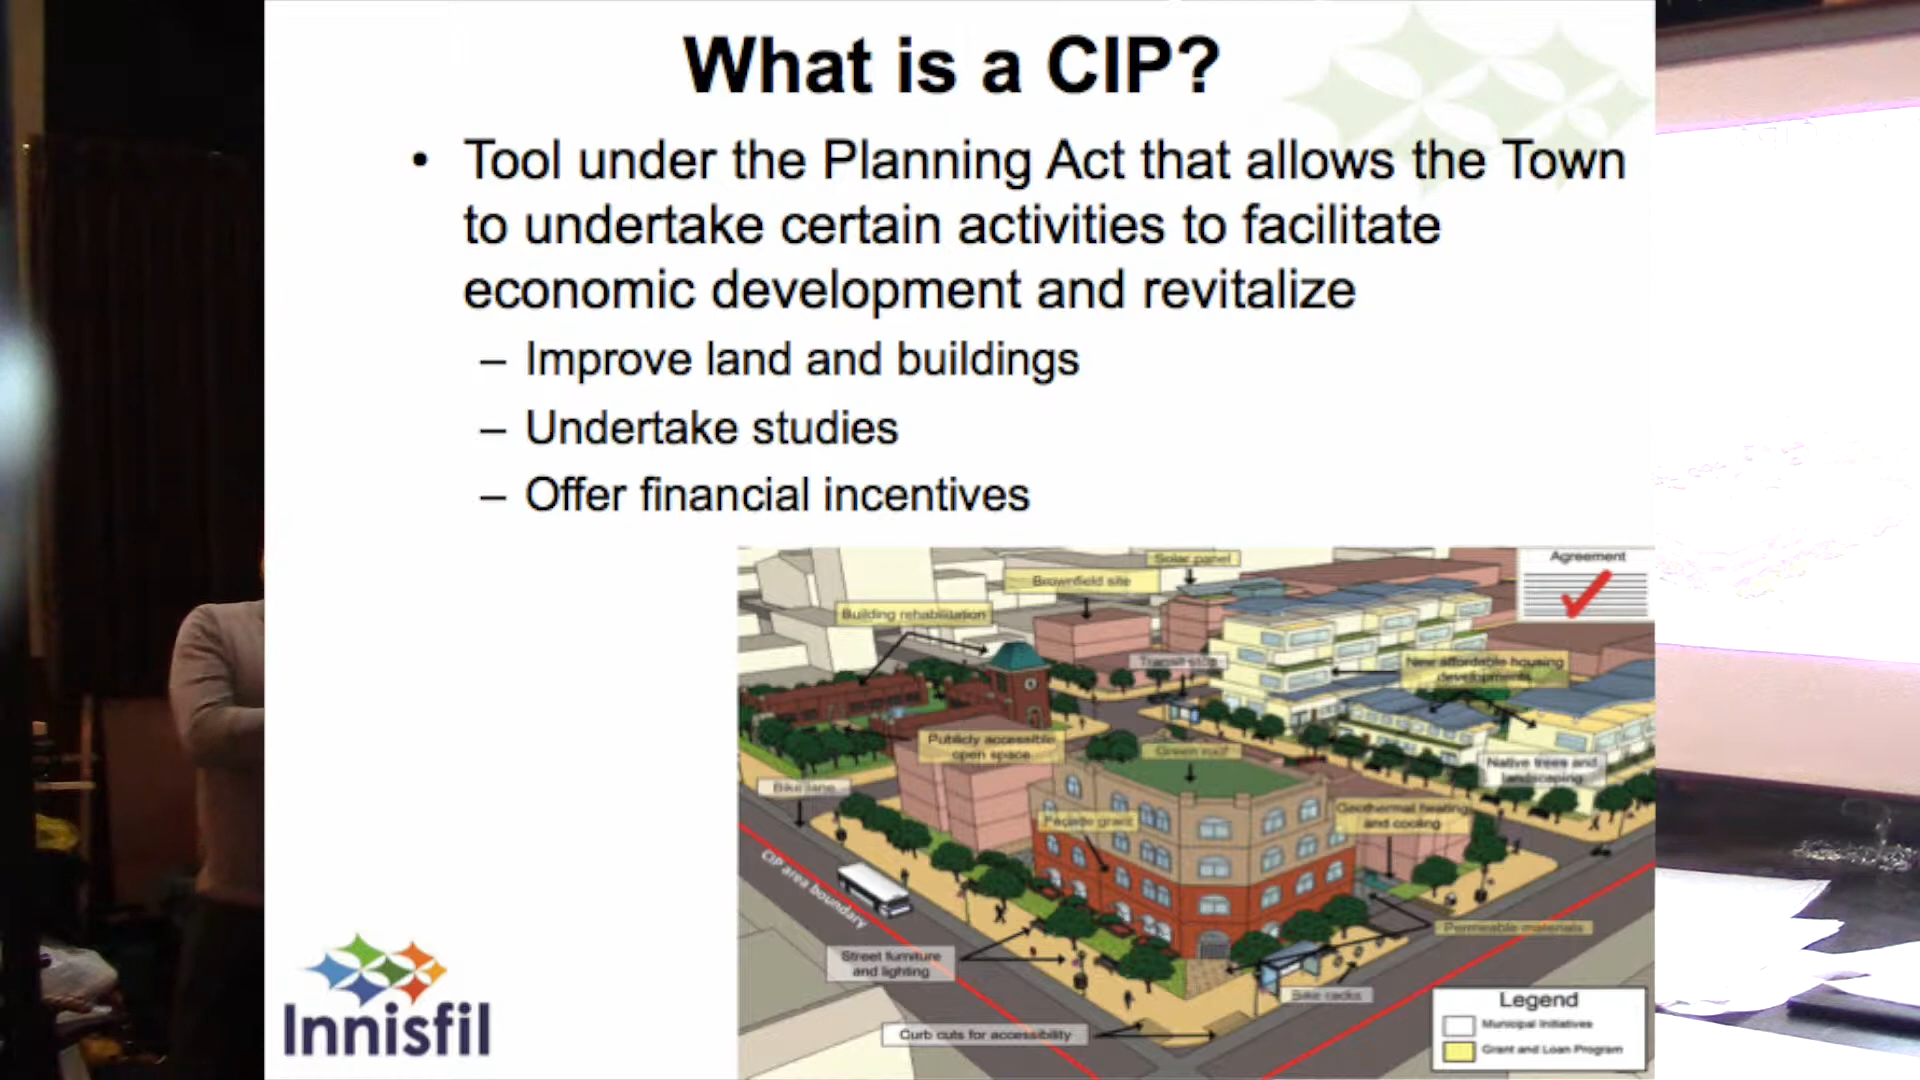 What is a CIP?
• Tool under the Planning Act that allows the Town
to undertake certain activities to facilitate
economic development and revitalize
– Improve land and buildings
– Undertake studies
– Offer financial incentives
Solar panel
Agreement
Brownfield site
Building rehabilitation
Transit stop
New affordable housing
developments
Publicly accessible
open space
Green roof
Native trees and
landscaping
Bike lane
Geothermal heating
and cooling
Façade grant
CIP area boundary
Permeable materials
Street furniture
and lighting
Bike racks
Curb cuts for accessibility
Legend
Municipal Initiatives
Grant and Loan Program
Innisfil